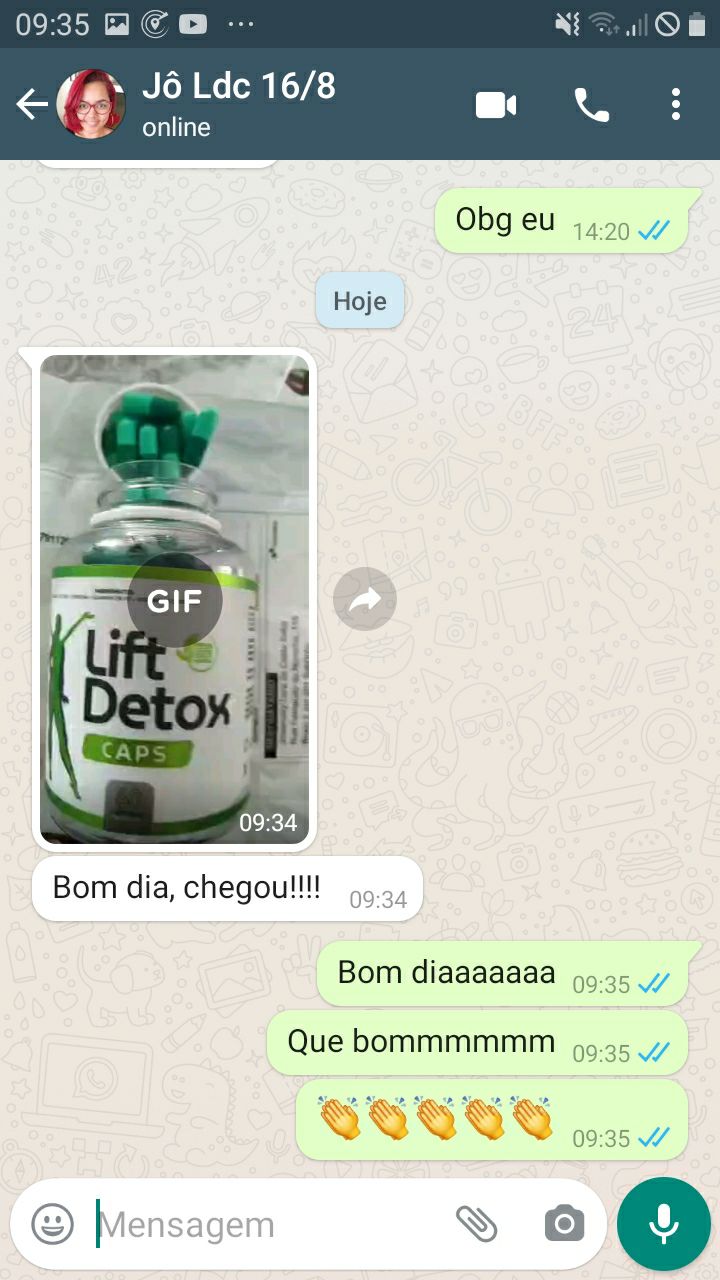 09:35
Jô Ldc 16/8
online
Obg eu 14:20
Hoje
GIF
Lift
Detox
CAPS
09:34
Bom dia, chegou!!!! 09:34
Bom diaaaaaaa 09:35
Que bommmmmm 09:35
👏👏👏👏👏 09:35
Mensagem